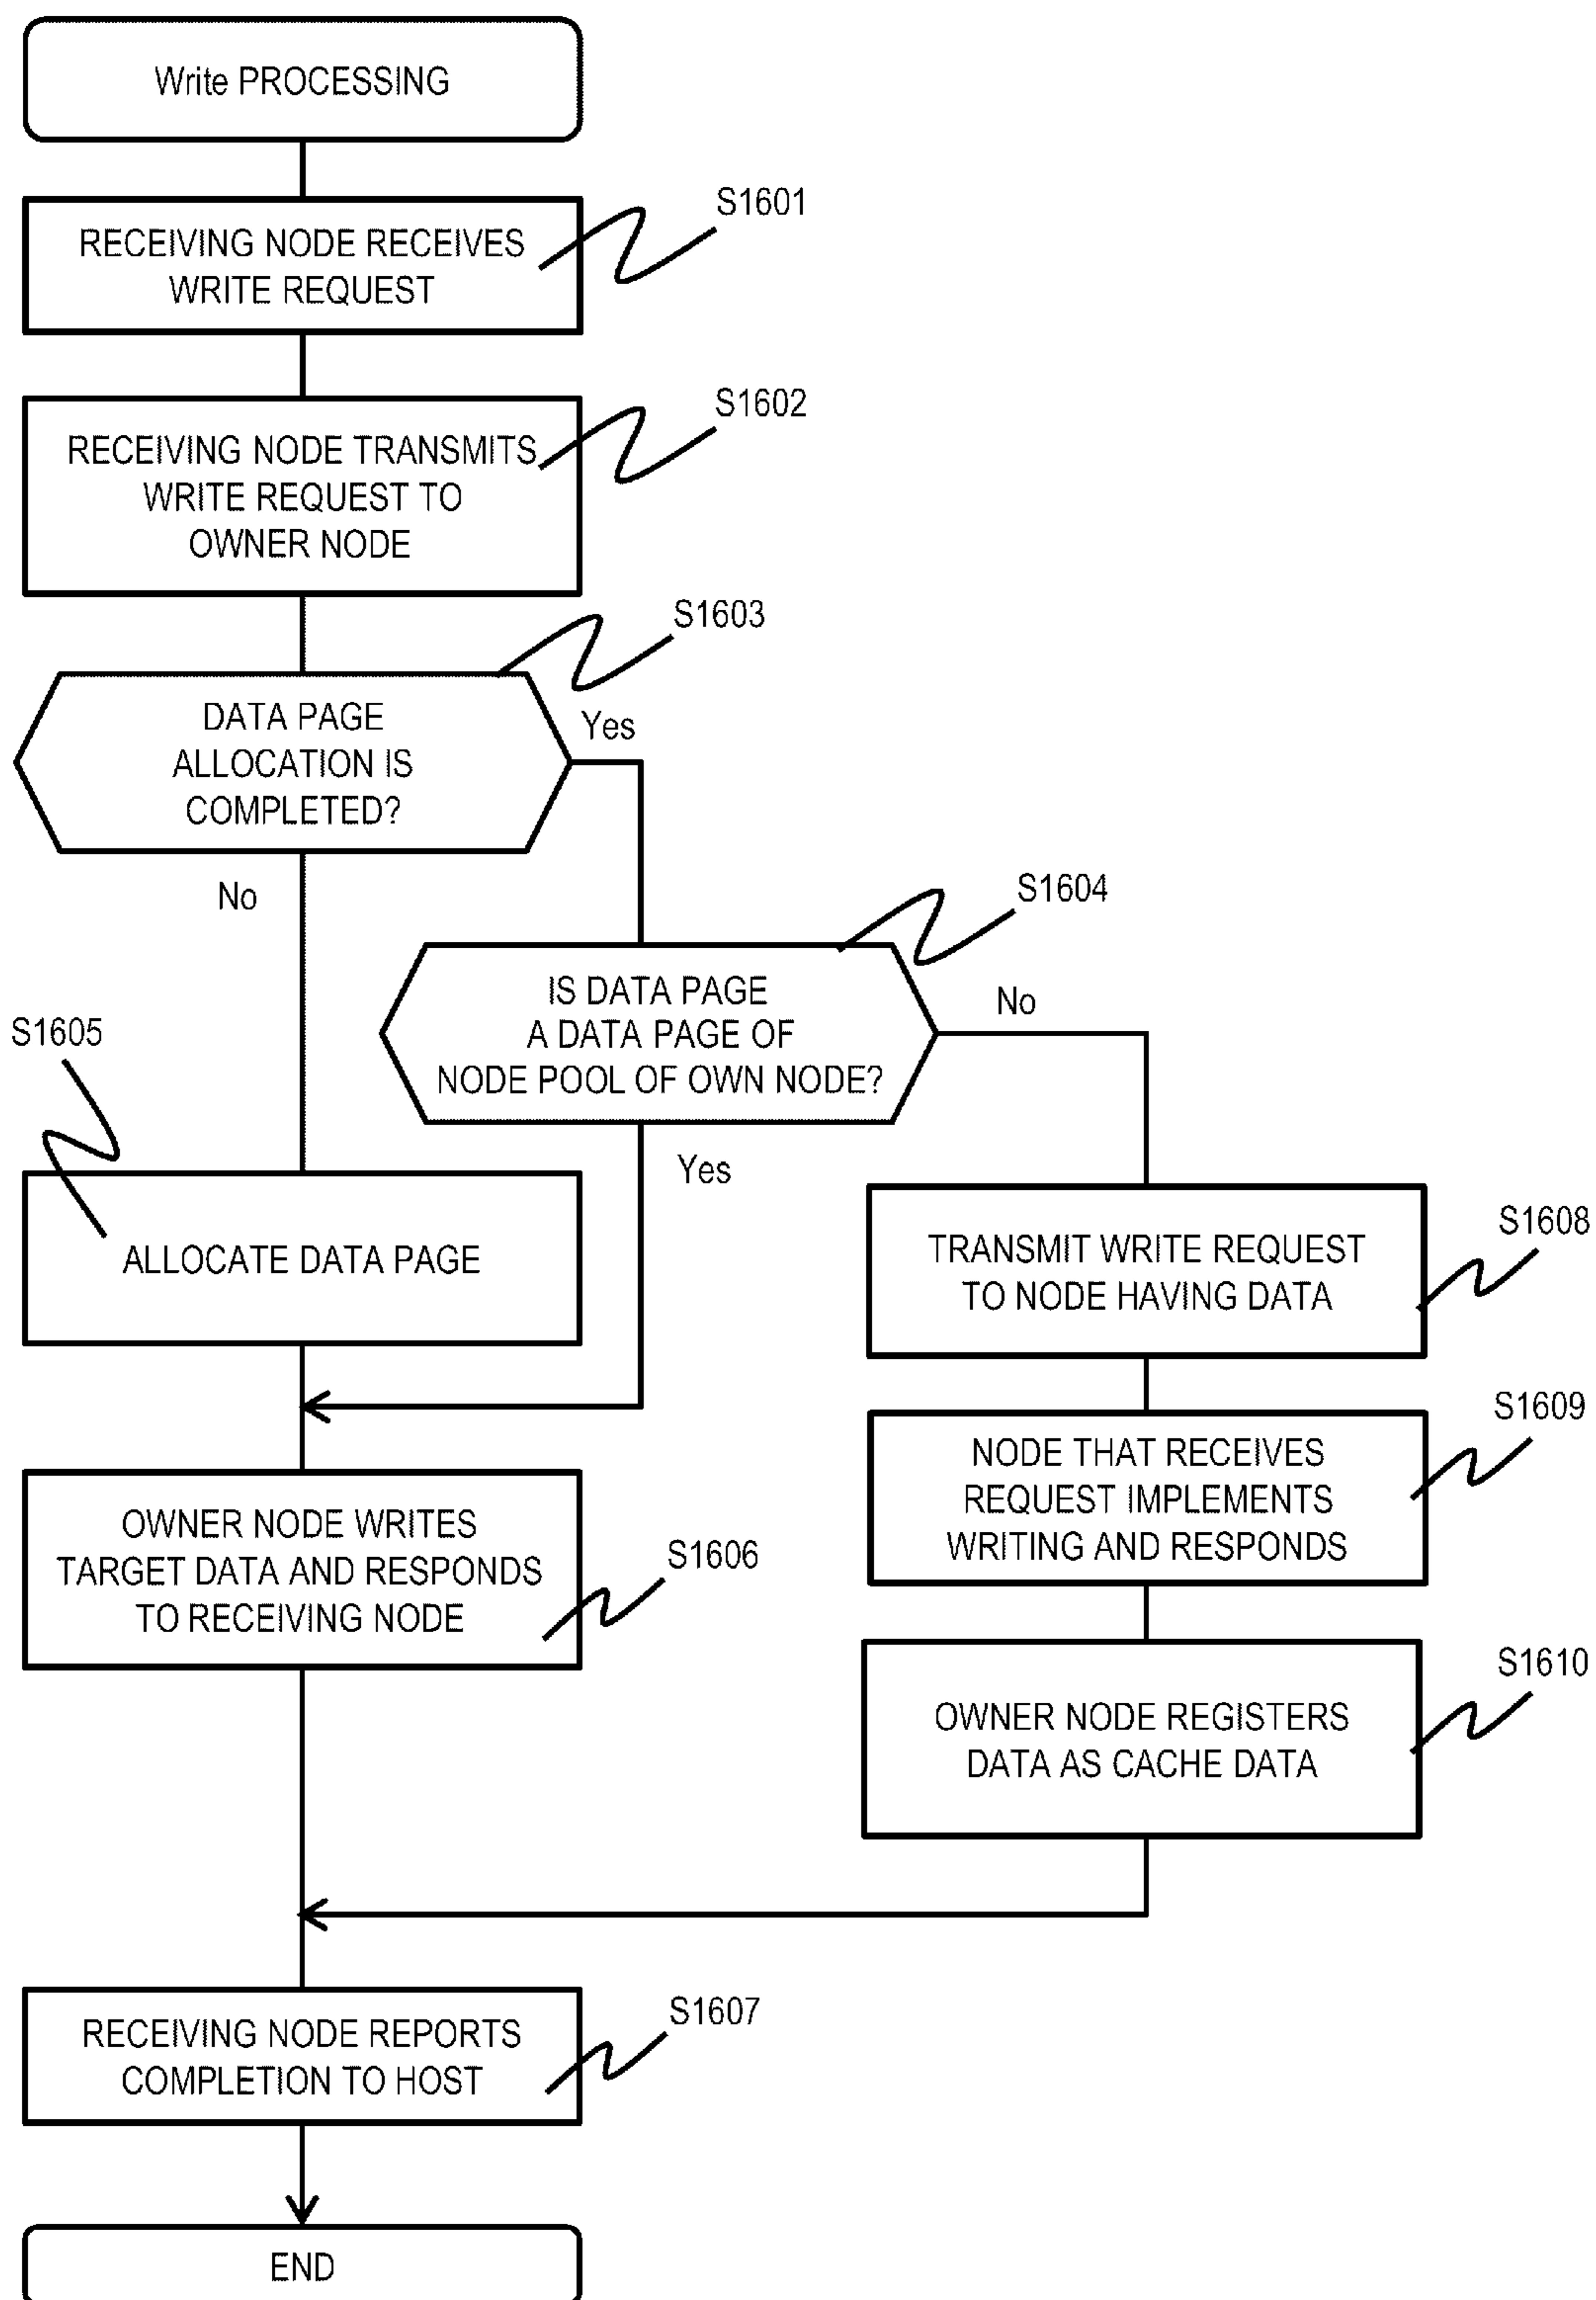 Write PROCESSING
S1601
RECEIVING NODE RECEIVES
WRITE REQUEST
S1602
RECEIVING NODE TRANSMITS
WRITE REQUEST TO
OWNER NODE
S1603
DATA PAGE
ALLOCATION IS
COMPLETED?
Yes
No
S1604
IS DATA PAGE
A DATA PAGE OF
NODE POOL OF OWN NODE?
No
Yes
S1605
ALLOCATE DATA PAGE
S1608
TRANSMIT WRITE REQUEST
TO NODE HAVING DATA
S1609
NODE THAT RECEIVES
REQUEST IMPLEMENTS
WRITING AND RESPONDS
OWNER NODE WRITES
TARGET DATA AND RESPONDS
TO RECEIVING NODE
S1606
S1610
OWNER NODE REGISTERS
DATA AS CACHE DATA
S1607
RECEIVING NODE REPORTS
COMPLETION TO HOST
END